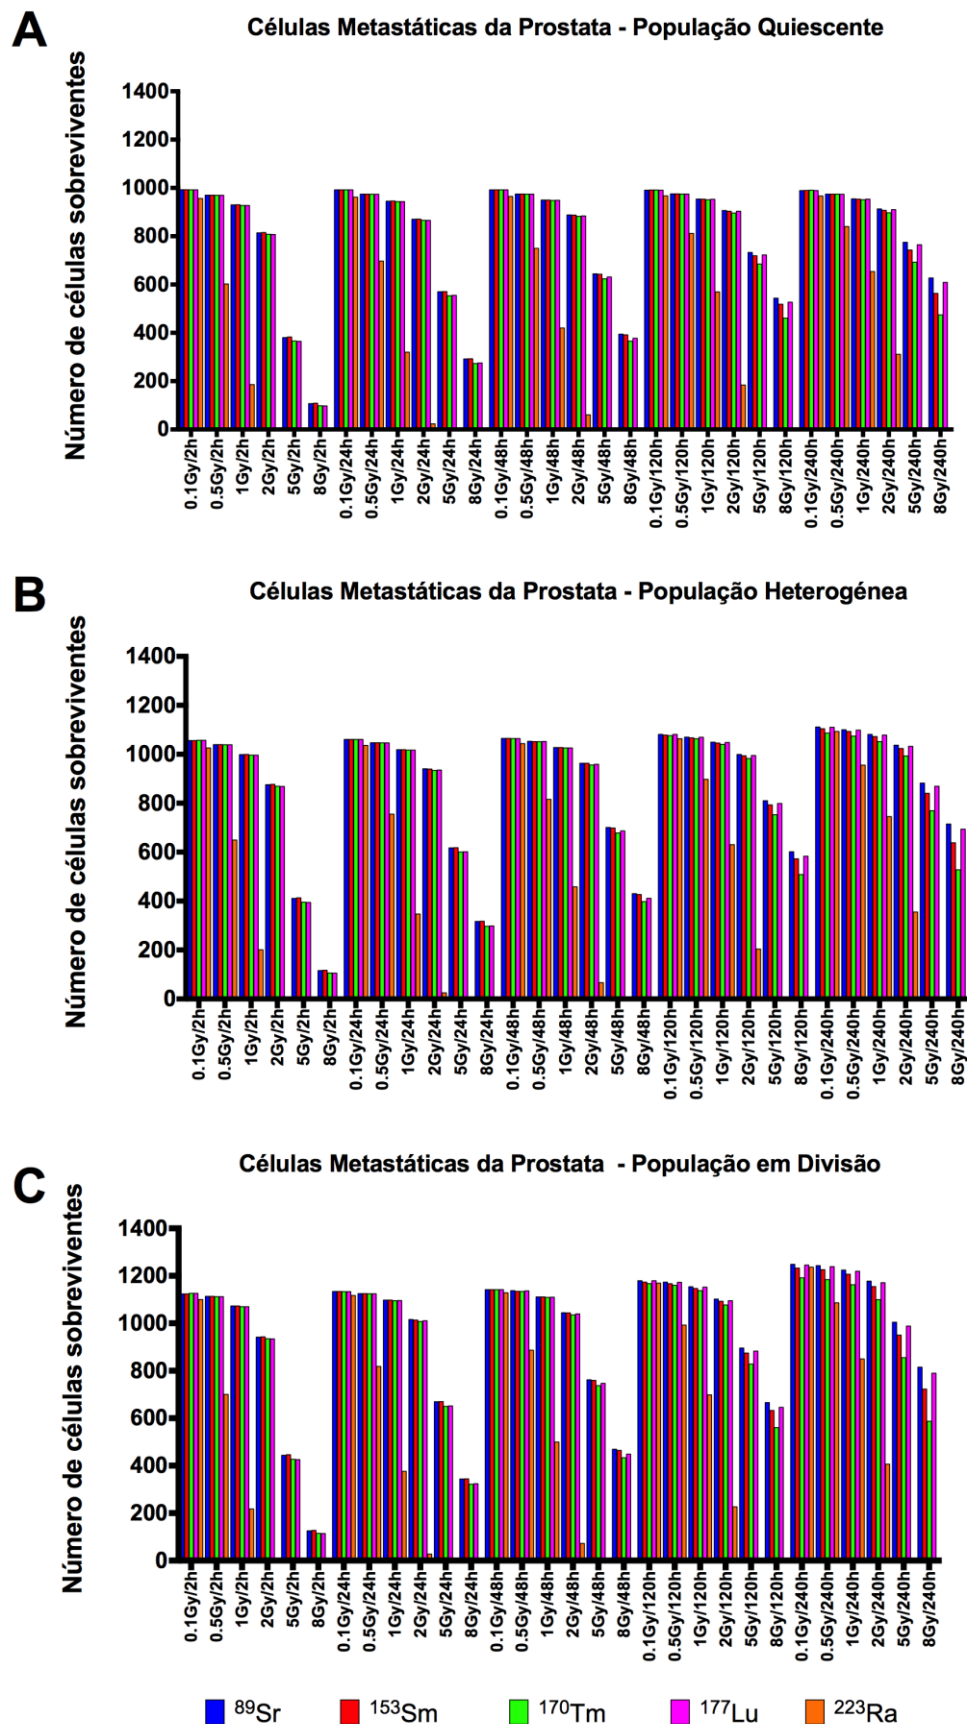 A
Células Metastáticas da Prostata - População Quiescente
Número de células sobreviventes
1400
1200
1000
800
600
400
200
0
0.1Gy/2h
0.5Gy/2h
1Gy/2h
2Gy/2h
5Gy/2h
8Gy/2h
0.1Gy/24h
0.5Gy/24h
1Gy/24h
2Gy/24h
5Gy/24h
8Gy/24h
0.1Gy/48h
0.5Gy/48h
1Gy/48h
2Gy/48h
5Gy/48h
8Gy/48h
0.1Gy/120h
0.5Gy/120h
1Gy/120h
2Gy/120h
5Gy/120h
8Gy/120h
0.1Gy/240h
0.5Gy/240h
1Gy/240h
2Gy/240h
5Gy/240h
8Gy/240h
B
Células Metastáticas da Prostata - População Heterogénea
Número de células sobreviventes
1400
1200
1000
800
600
400
200
0
0.1Gy/2h
0.5Gy/2h
1Gy/2h
2Gy/2h
5Gy/2h
8Gy/2h
0.1Gy/24h
0.5Gy/24h
1Gy/24h
2Gy/24h
5Gy/24h
8Gy/24h
0.1Gy/48h
0.5Gy/48h
1Gy/48h
2Gy/48h
5Gy/48h
8Gy/48h
0.1Gy/120h
0.5Gy/120h
1Gy/120h
2Gy/120h
5Gy/120h
8Gy/120h
0.1Gy/240h
0.5Gy/240h
1Gy/240h
2Gy/240h
5Gy/240h
8Gy/240h
C
Células Metastáticas da Prostata - População em Divisão
Número de células sobreviventes
1400
1200
1000
800
600
400
200
0
0.1Gy/2h
0.5Gy/2h
1Gy/2h
2Gy/2h
5Gy/2h
8Gy/2h
0.1Gy/24h
0.5Gy/24h
1Gy/24h
2Gy/24h
5Gy/24h
8Gy/24h
0.1Gy/48h
0.5Gy/48h
1Gy/48h
2Gy/48h
5Gy/48h
8Gy/48h
0.1Gy/120h
0.5Gy/120h
1Gy/120h
2Gy/120h
5Gy/120h
8Gy/120h
0.1Gy/240h
0.5Gy/240h
1Gy/240h
2Gy/240h
5Gy/240h
8Gy/240h
⁸⁹Sr ¹⁵³Sm ¹⁷⁰Tm ¹⁷⁷Lu ²²³Ra